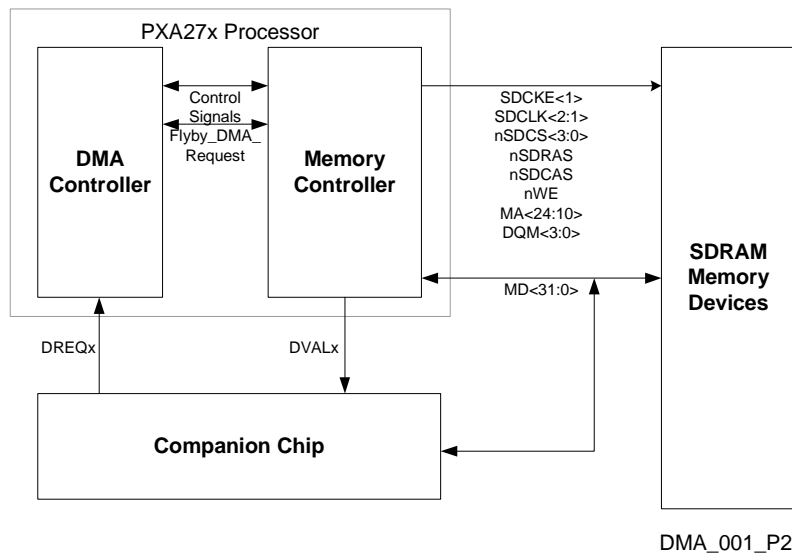 PXA27x Processor
DMA
Controller
Control
Signals
Flyby_DMA_
Request
Memory
Controller
SDCKE<1>
SDCLK<2:1>
nSDCS<3:0>
nSDRAS
nSDCAS
nWE
MA<24:10>
DQM<3:0>
MD<31:0>
SDRAM
Memory
Devices
DREQx
DVALx
Companion Chip
DMA_001_P2